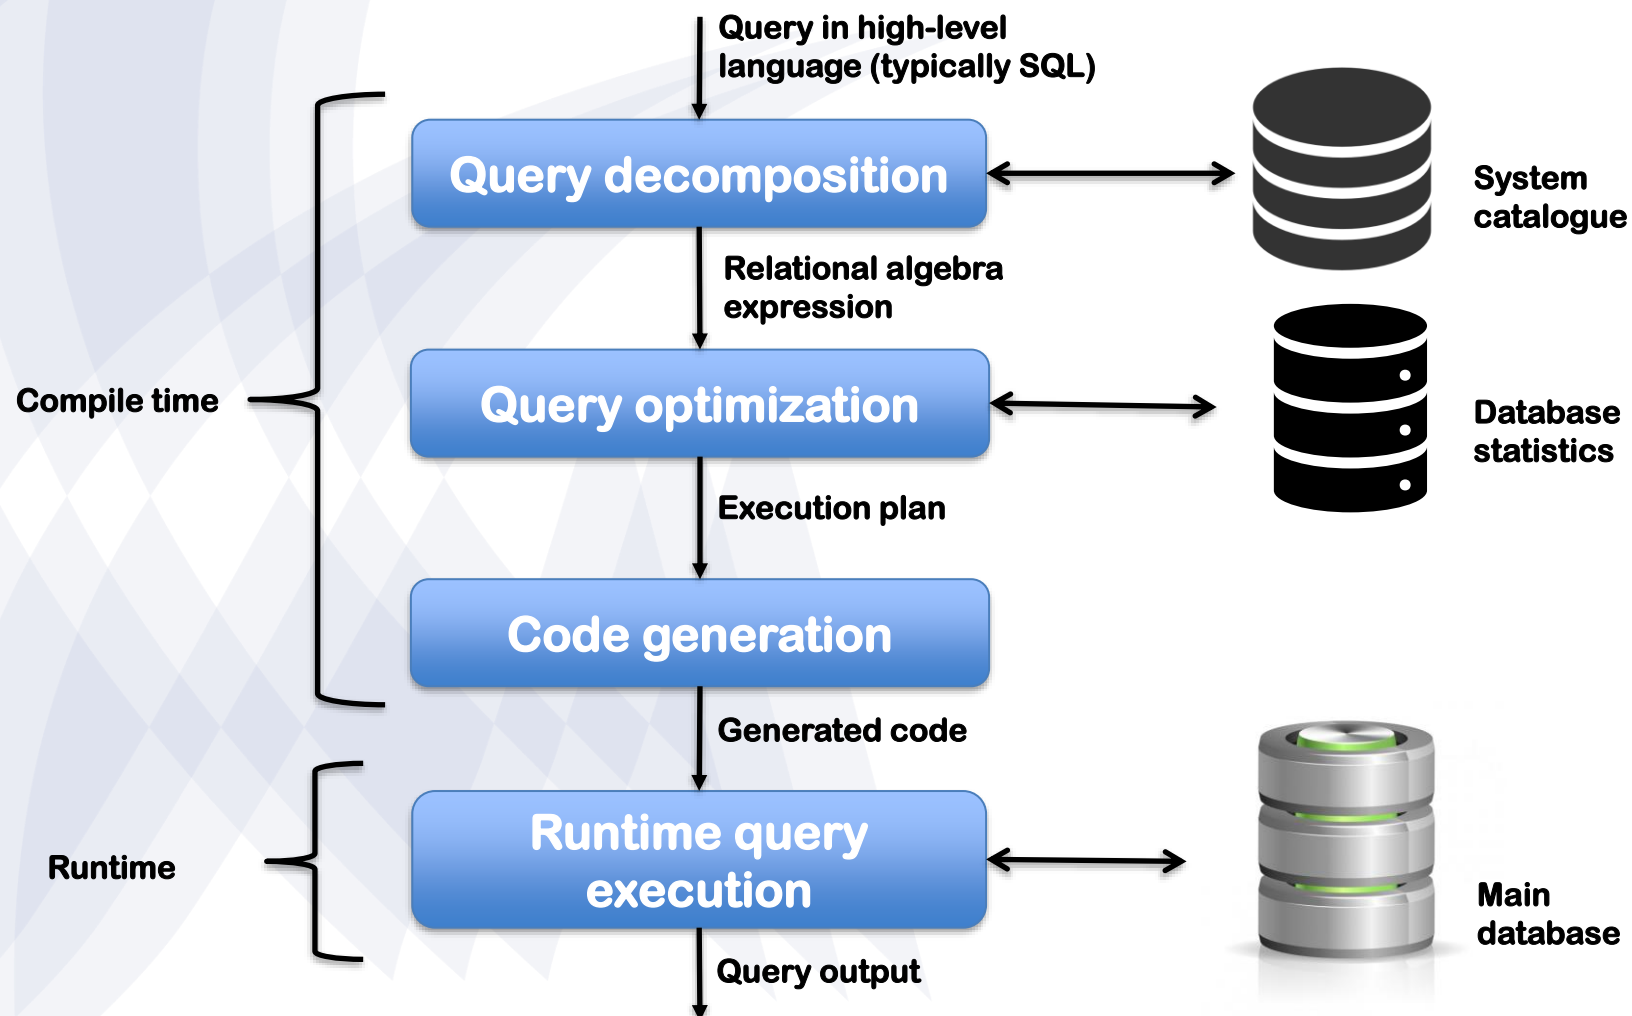 Query in high-level
language (typically SQL)
Query decomposition
System
catalogue
Relational algebra
expression
Compile time
Query optimization
Database
statistics
Execution plan
Code generation
Generated code
Runtime
Runtime query
execution
Main
database
Query output